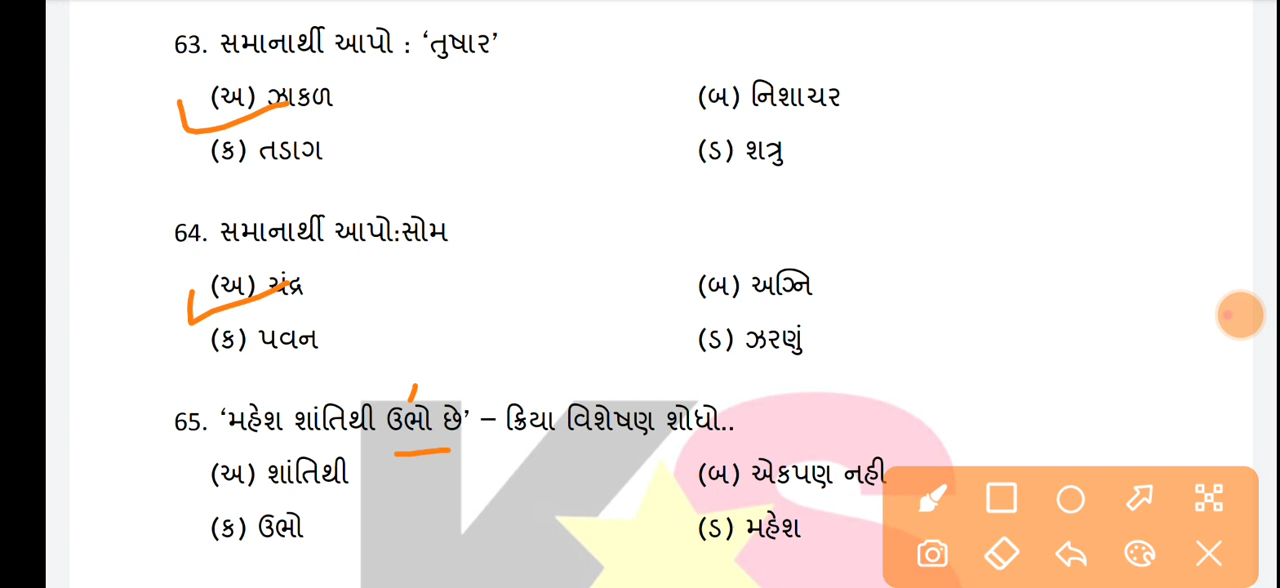 63. સમાનાર્થી આપો : ‘તુષાર’
(અ) ઝાકળ (બ) નિશાચર
(ક) તડાગ (ડ) શત્રુ
64. સમાનાર્થી આપો:સોમ
(અ) ચંદ્ર (બ) અગ્નિ
(ક) પવન (ડ) ઝરણું
65. ‘મહેશ શાંતિથી ઉભો છે’ – ક્રિયા વિશેષણ શોધો..
(અ) શાંતિથી (બ) એકપણ નહી
(ક) ઉભો (ડ) મહેશ